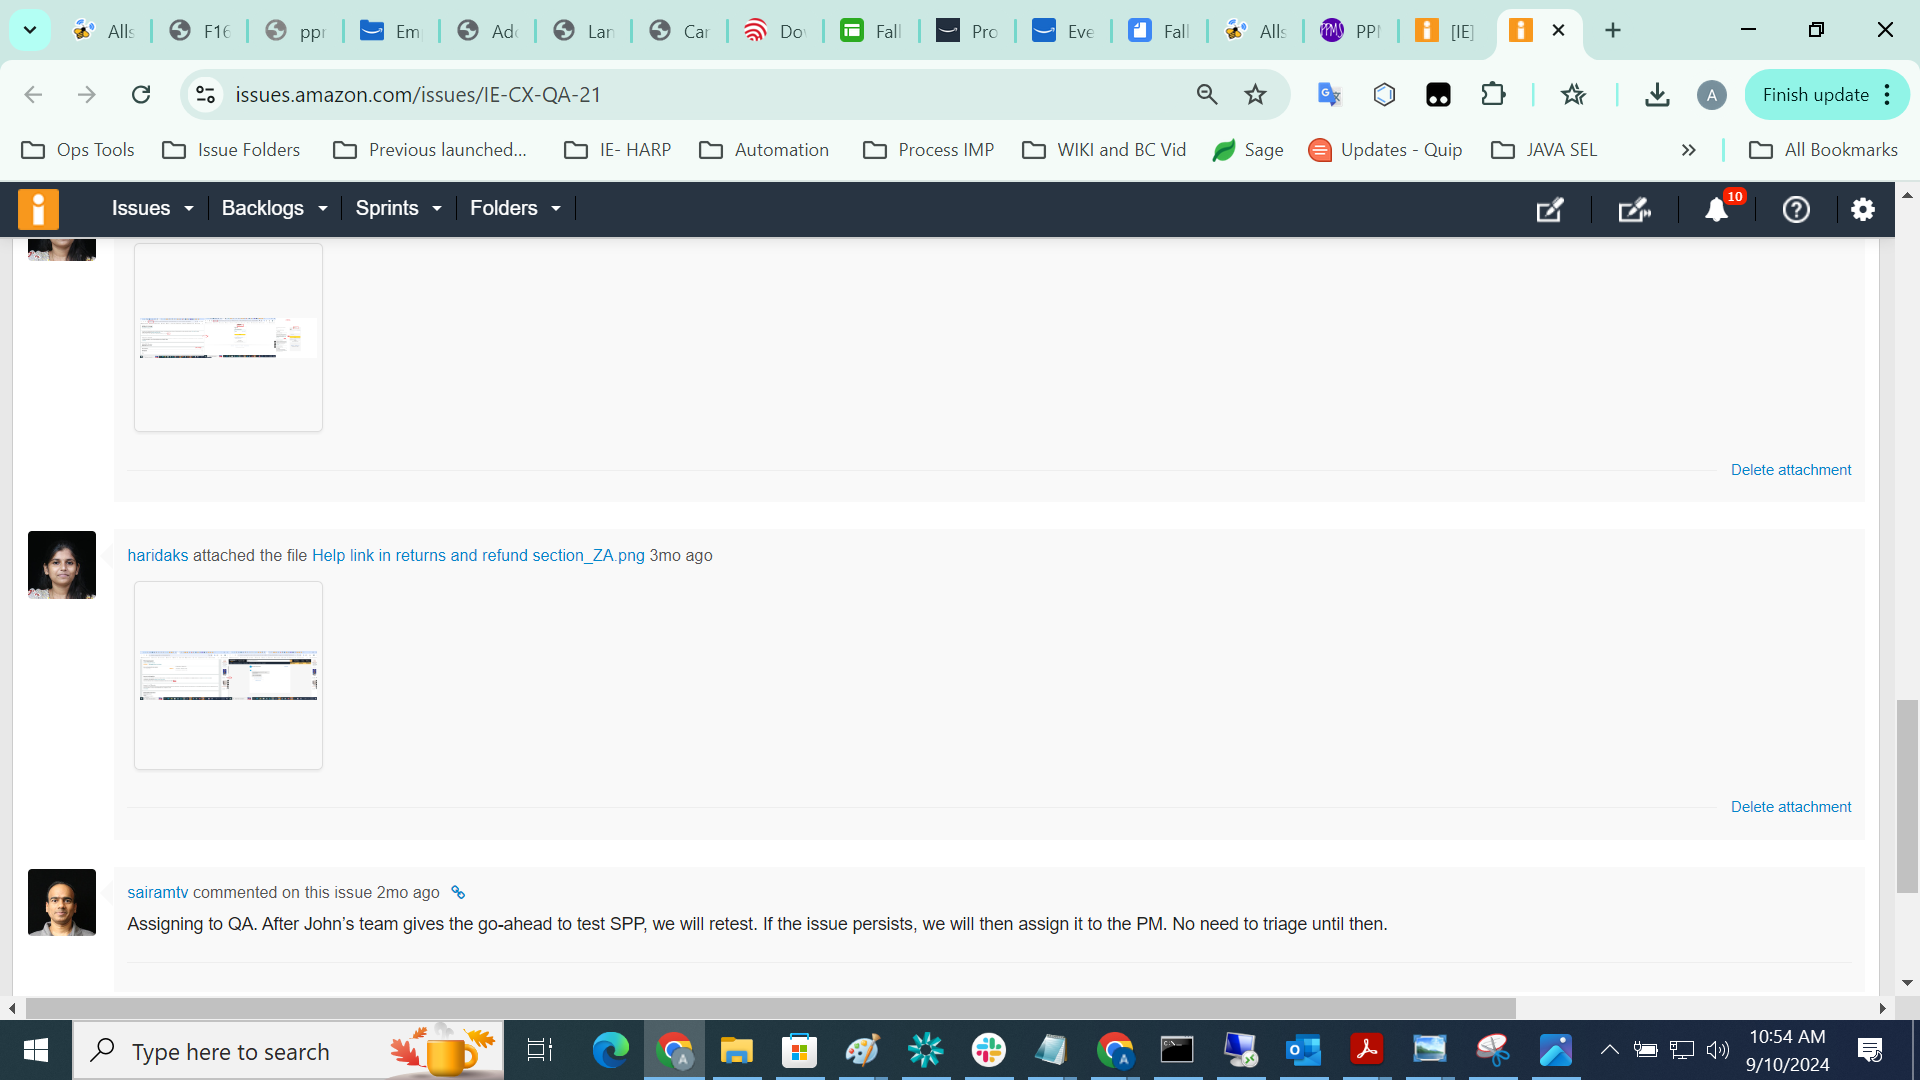 Alls
F16
ppr
Em
Add
Lan
Car
Do
Fall
Pro
Eve
Fall
Alls
PPM
[IE]
issues.amazon.com/issues/IE-CX-QA-21
A
Finish update
Ops Tools
Issue Folders
Previous launched...
IE- HARP
Automation
Process IMP
WIKI and BC Vid
Sage
Updates - Quip
JAVA SEL
All Bookmarks
Issues
Backlogs
Sprints
Folders
10
Delete attachment
haridaks attached the file Help link in returns and refund section_ZA.png 3mo ago
Delete attachment
sairamtv commented on this issue 2mo ago
Assigning to QA. After John’s team gives the go-ahead to test SPP, we will retest. If the issue persists, we will then assign it to the PM. No need to triage until then.
Type here to search
10:54 AM
9/10/2024